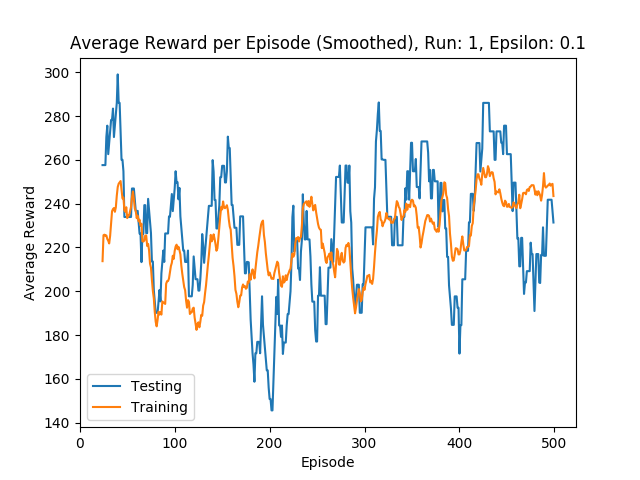 Average Reward per Episode (Smoothed), Run: 1, Epsilon: 0.1
300
280
260
240
220
200
180
160
140
Average Reward
Testing
Training
0 100 200 300 400 500
Episode